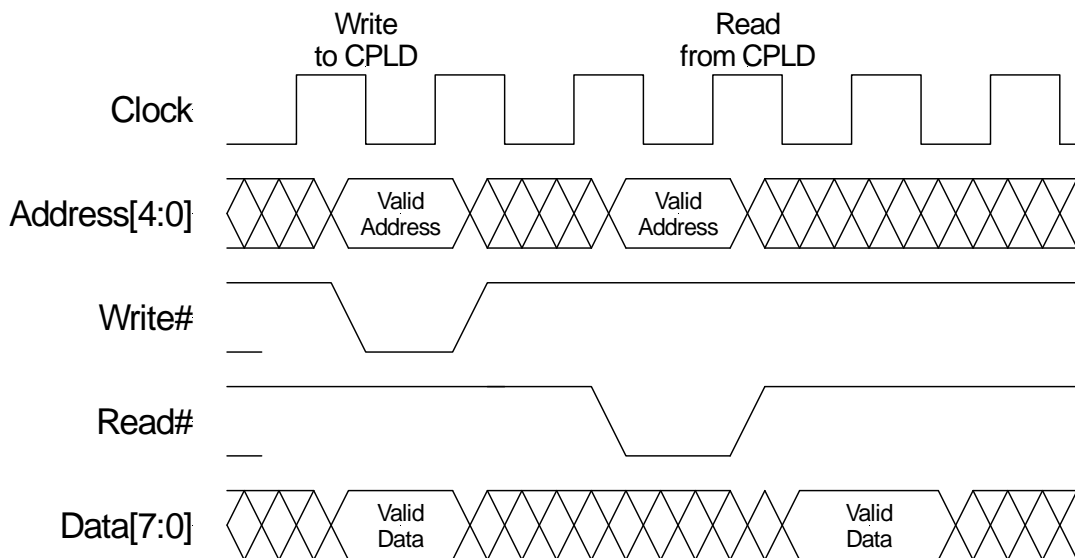 Write
to CPLD
Read
from CPLD
Clock
Address[4:0]
Valid
Address
Valid
Address
Write#
Read#
Data[7:0]
Valid
Data
Valid
Data